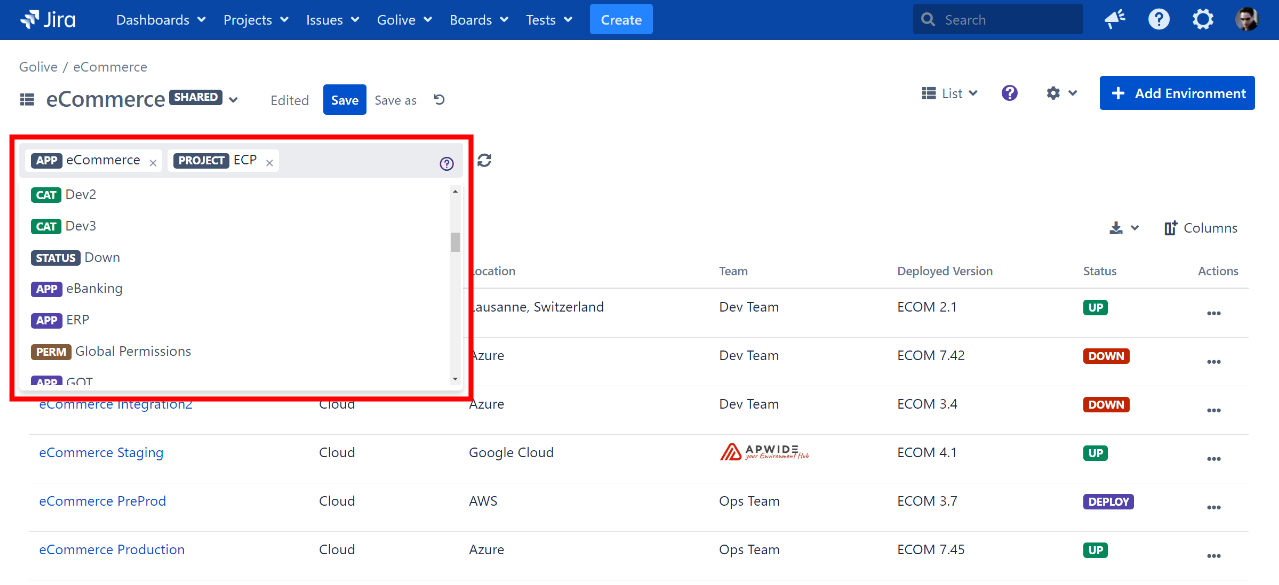 Jira Dashboards Projects Issues Golive Boards Tests Create Search
Golive / eCommerce
eCommerce SHARED Edited Save Save as List Add Environment
APP eCommerce × PROJECT ECP ×
CAT Dev2
CAT Dev3
Columns
STATUS Down
Location Team Deployed Version Status Actions
APP eBanking
Lausanne, Switzerland Dev Team ECOM 2.1 UP
APP ERP
PERM Global Permissions
Azure Dev Team ECOM 7.42 DOWN
APP GOT
eCommerce Integration2 Cloud Azure Dev Team ECOM 3.4 DOWN
eCommerce Staging Cloud Google Cloud APWIDE your Environment Hub ECOM 4.1 UP
eCommerce PreProd Cloud AWS Ops Team ECOM 3.7 DEPLOY
eCommerce Production Cloud Azure Ops Team ECOM 7.45 UP